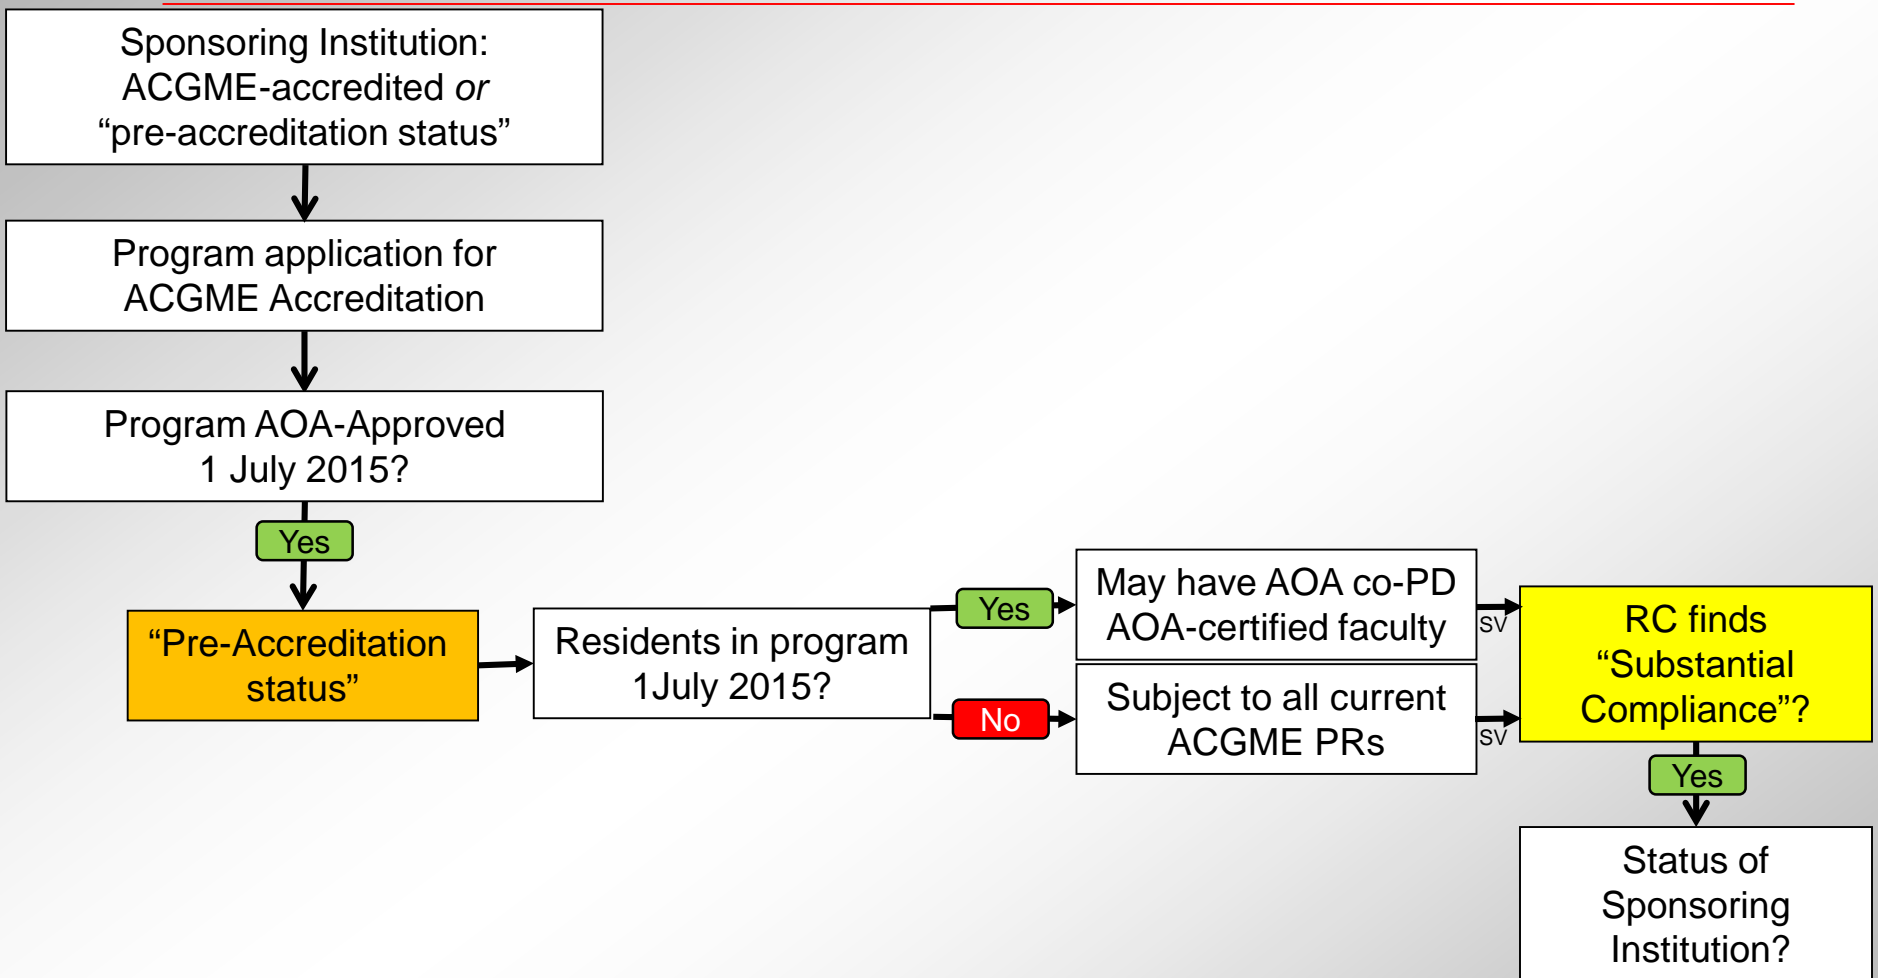 Sponsoring Institution:
ACGME-accredited or
“pre-accreditation status”
Program application for
ACGME Accreditation
Program AOA-Approved
1 July 2015?
Yes
“Pre-Accreditation
status”
Residents in program
1July 2015?
Yes
May have AOA co-PD
AOA-certified faculty
SV
No
Subject to all current
ACGME PRs
SV
RC finds
“Substantial
Compliance”?
Yes
Status of
Sponsoring
Institution?